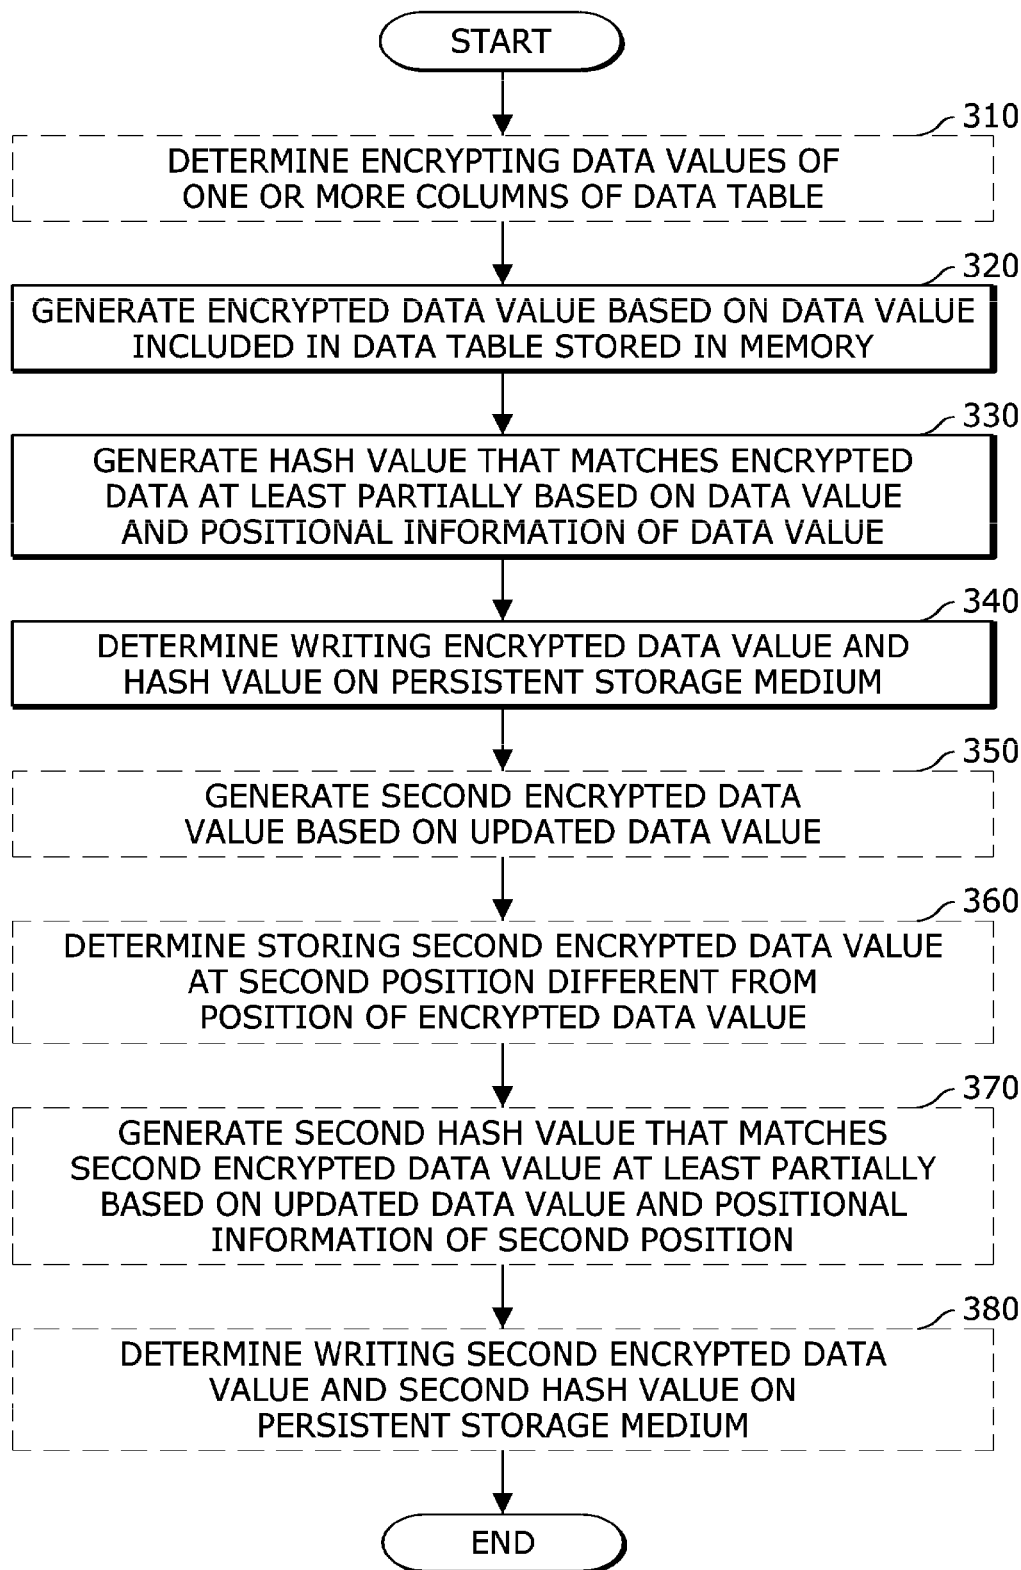 START
310
DETERMINE ENCRYPTING DATA VALUES OF
ONE OR MORE COLUMNS OF DATA TABLE
320
GENERATE ENCRYPTED DATA VALUE BASED ON DATA VALUE
INCLUDED IN DATA TABLE STORED IN MEMORY
330
GENERATE HASH VALUE THAT MATCHES ENCRYPTED
DATA AT LEAST PARTIALLY BASED ON DATA VALUE
AND POSITIONAL INFORMATION OF DATA VALUE
340
DETERMINE WRITING ENCRYPTED DATA VALUE AND
HASH VALUE ON PERSISTENT STORAGE MEDIUM
350
GENERATE SECOND ENCRYPTED DATA
VALUE BASED ON UPDATED DATA VALUE
360
DETERMINE STORING SECOND ENCRYPTED DATA VALUE
AT SECOND POSITION DIFFERENT FROM
POSITION OF ENCRYPTED DATA VALUE
370
GENERATE SECOND HASH VALUE THAT MATCHES
SECOND ENCRYPTED DATA VALUE AT LEAST PARTIALLY
BASED ON UPDATED DATA VALUE AND POSITIONAL
INFORMATION OF SECOND POSITION
380
DETERMINE WRITING SECOND ENCRYPTED DATA
VALUE AND SECOND HASH VALUE ON
PERSISTENT STORAGE MEDIUM
END